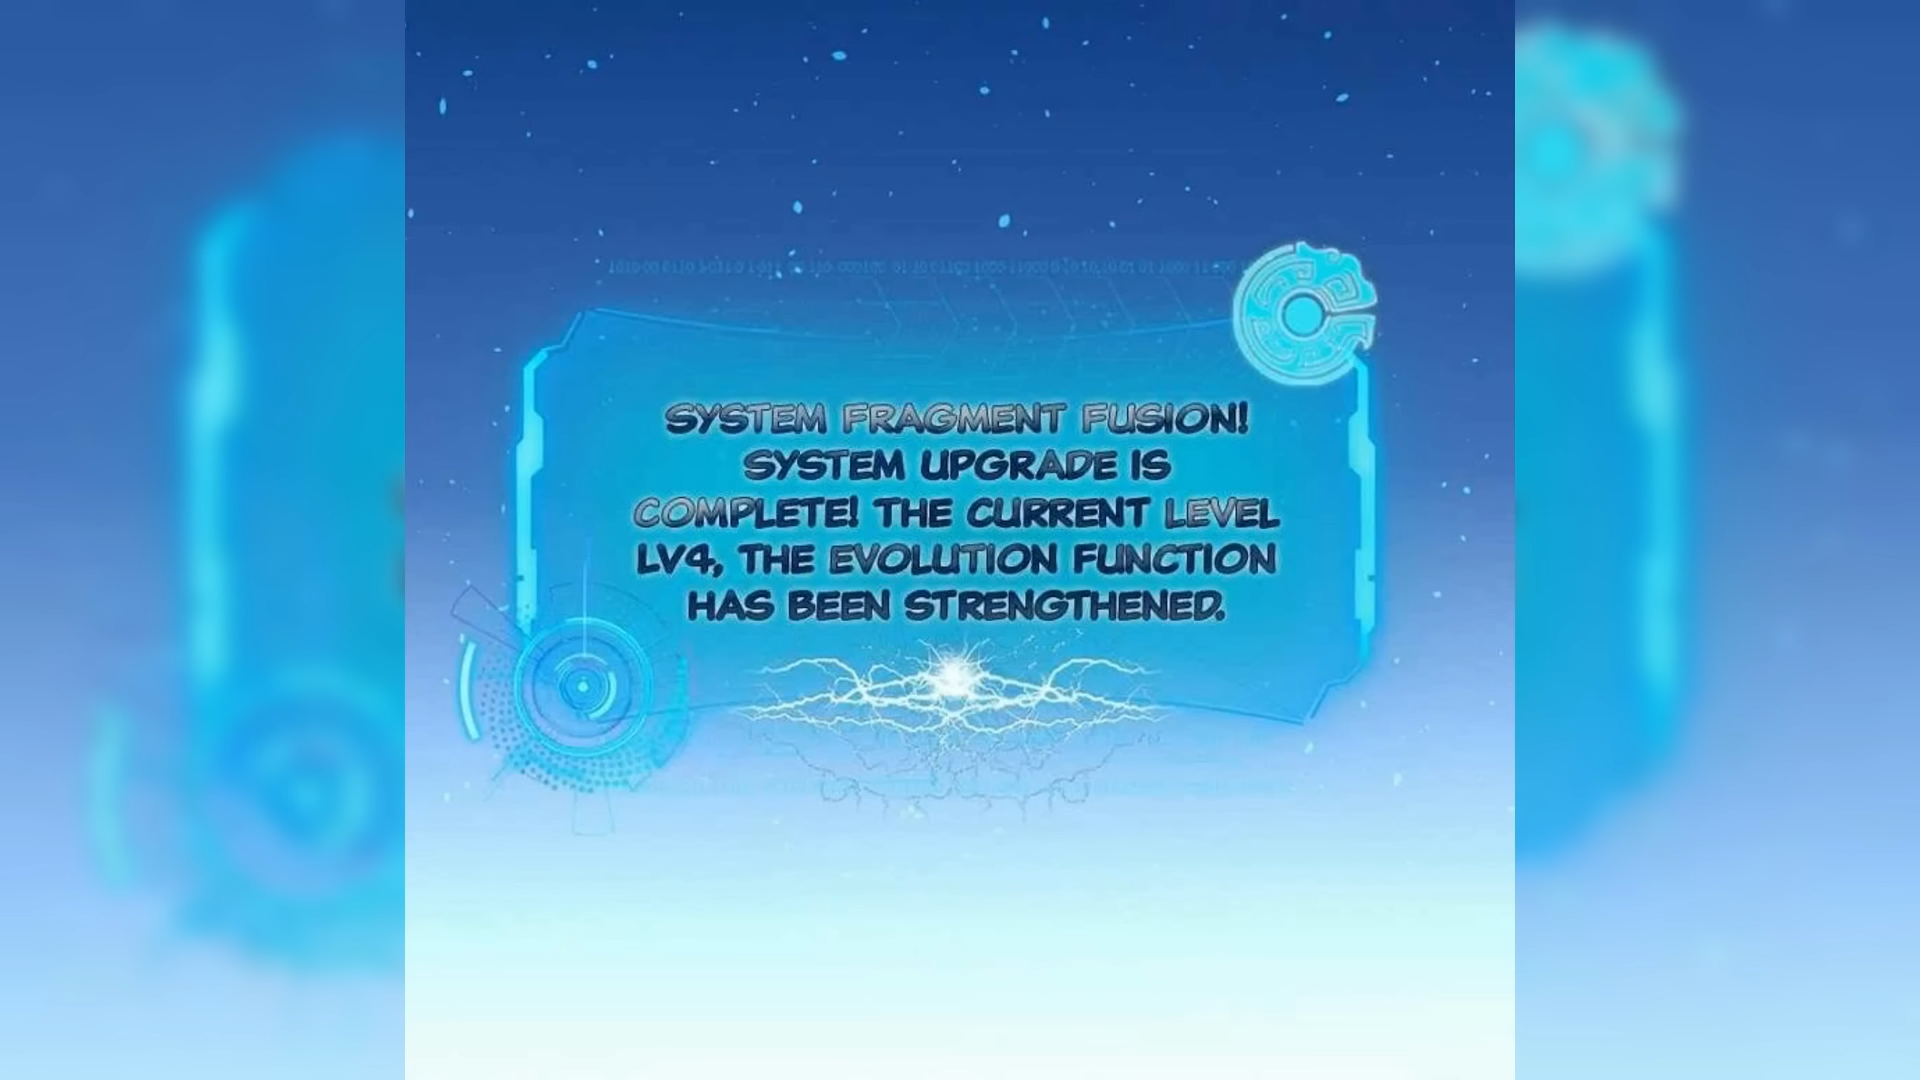 SYSTEM FRAGMENT FUSION!
SYSTEM UPGRADE IS
COMPLETE! THE CURRENT LEVEL
LV4, THE EVOLUTION FUNCTION
HAS BEEN STRENGTHENED.